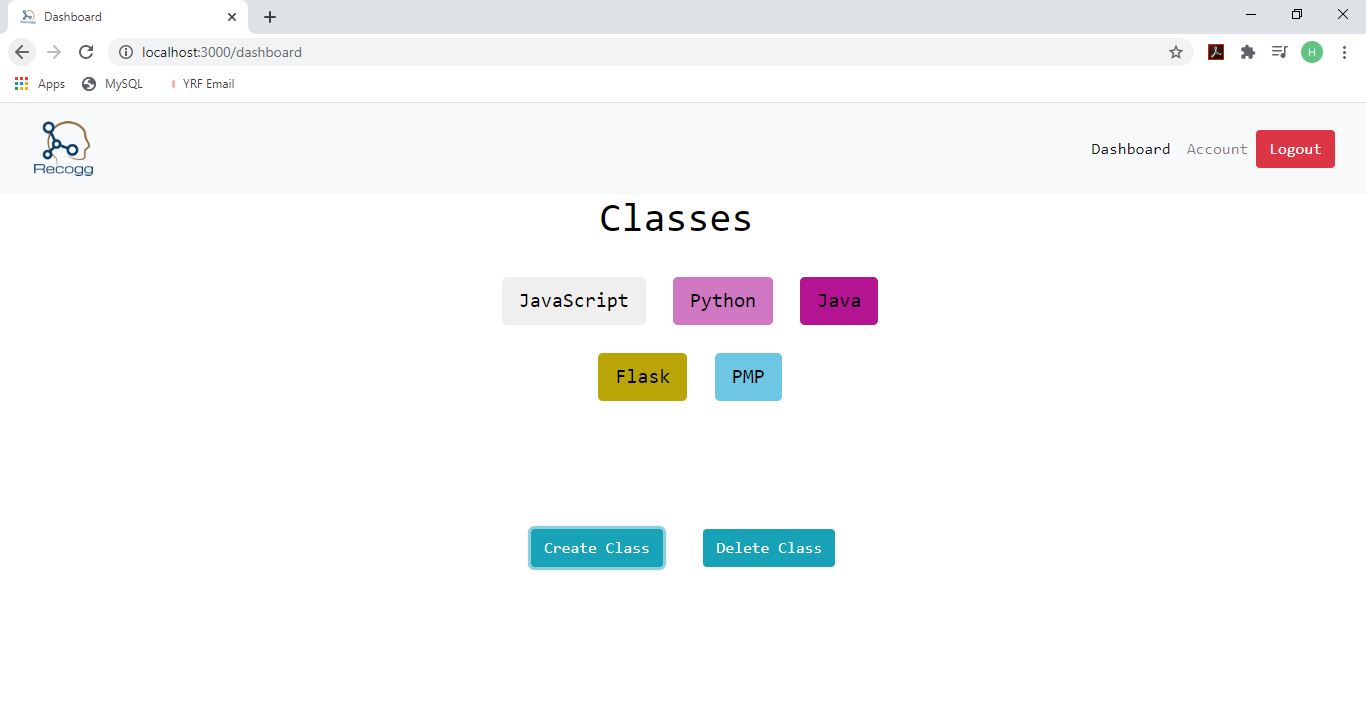 Dashboard
localhost:3000/dashboard
H
Apps MySQL YRF Email
Recogg
Dashboard Account Logout
Classes
JavaScript Python Java
Flask PMP
Create Class Delete Class